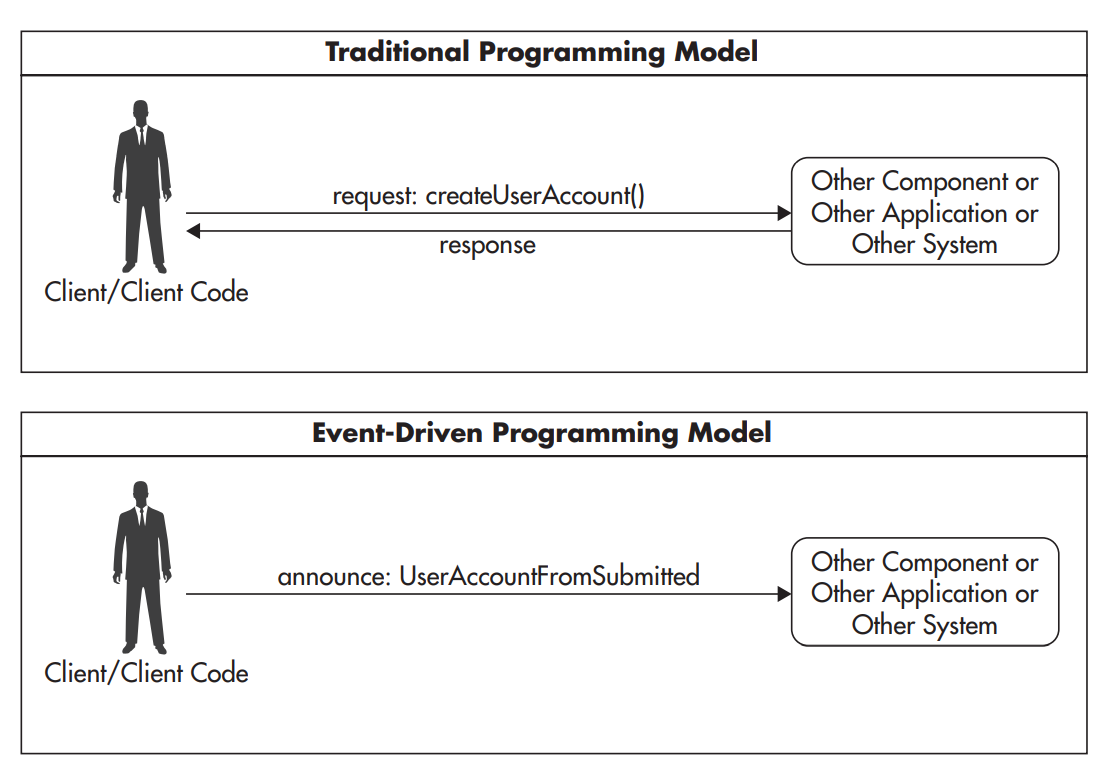 Traditional Programming Model
request: createUserAccount()
response
Other Component or
Other Application or
Other System
Client/Client Code
Event-Driven Programming Model
announce: UserAccountFromSubmitted
Other Component or
Other Application or
Other System
Client/Client Code